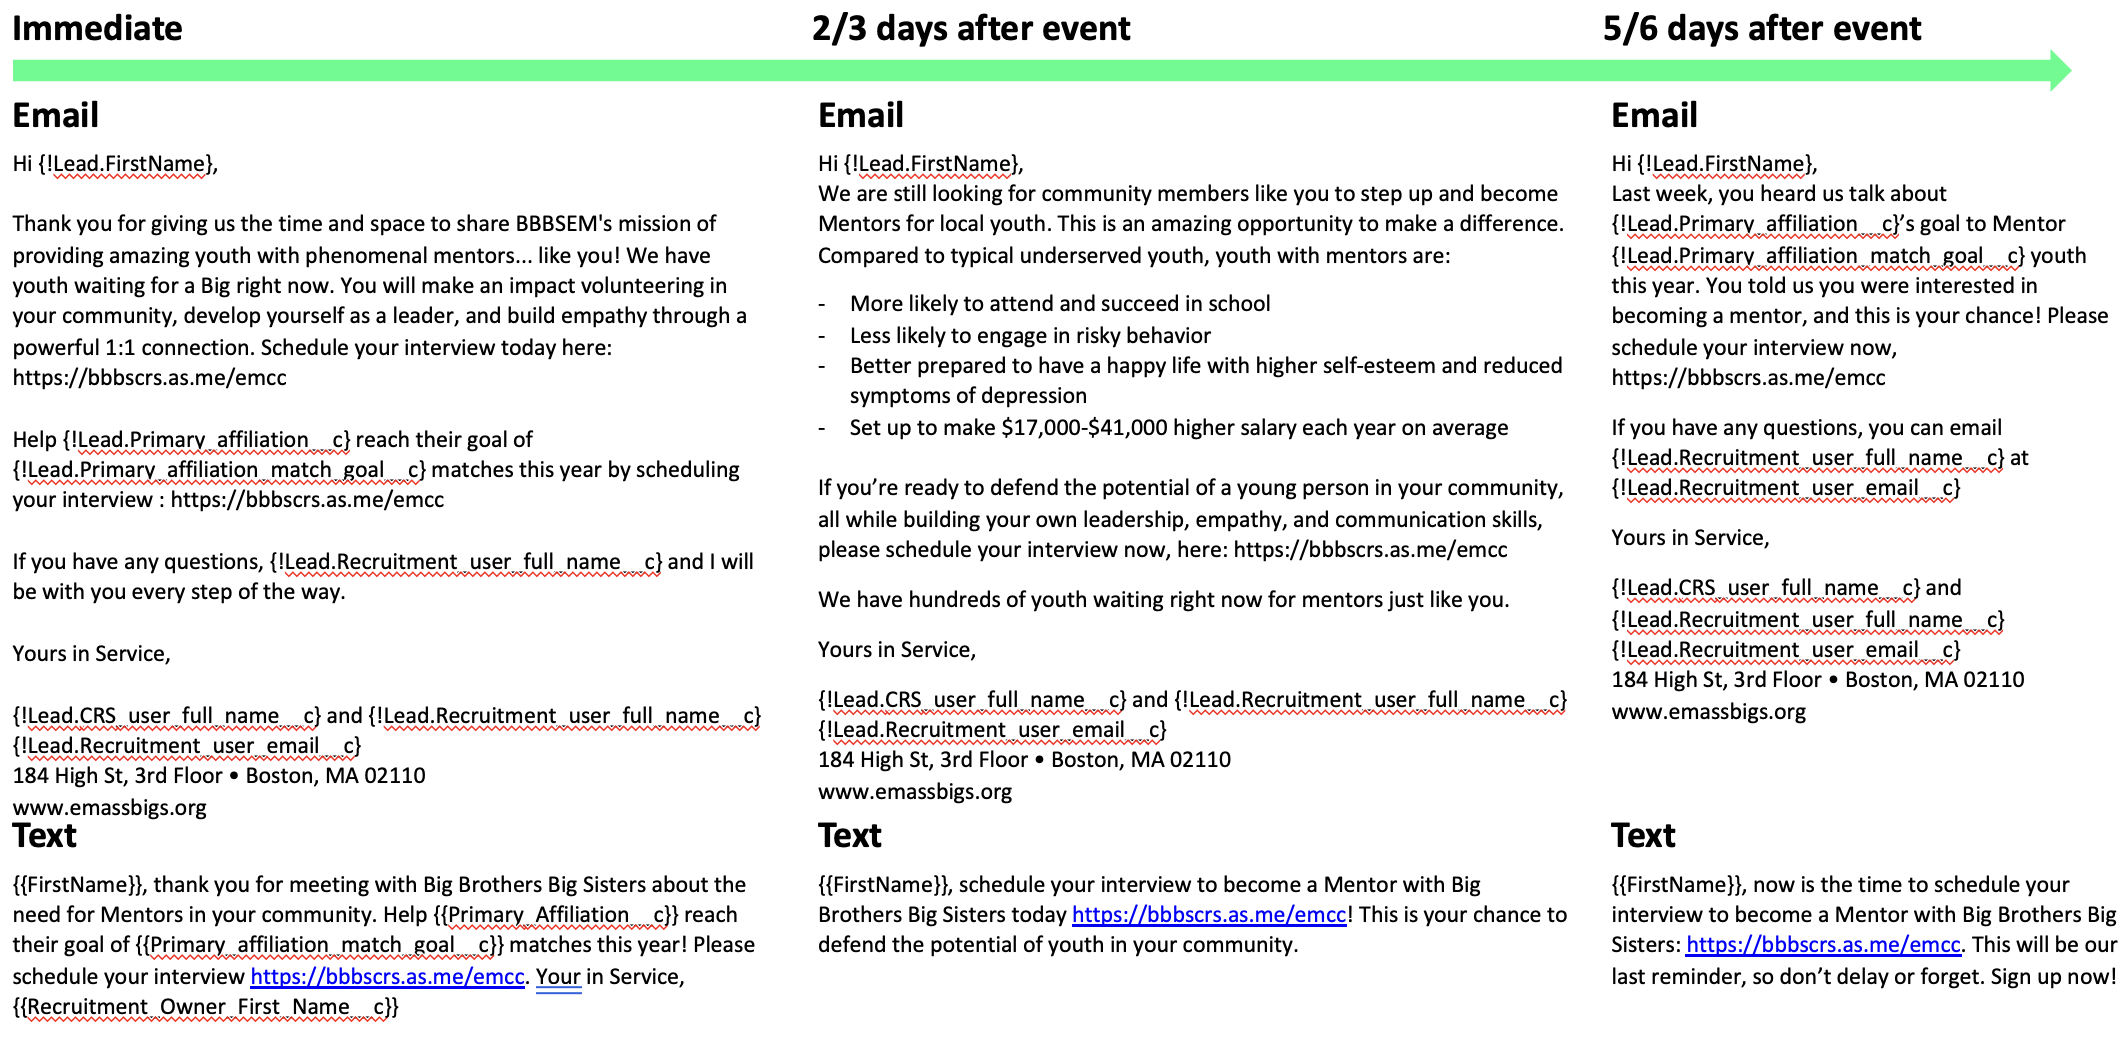 Immediate
2/3 days after event
5/6 days after event
Email
Hi {!Lead.FirstName},
Thank you for giving us the time and space to share BBBSEM's mission of
providing amazing youth with phenomenal mentors... like you! We have
youth waiting for a Big right now. You will make an impact volunteering in
your community, develop yourself as a leader, and build empathy through a
powerful 1:1 connection. Schedule your interview today here:
https://bbbscrs.as.me/emcc
Help {!Lead.Primary_affiliation__c} reach their goal of
{!Lead.Primary_affiliation_match_goal__c} matches this year by scheduling
your interview : https://bbbscrs.as.me/emcc
If you have any questions, {!Lead.Recruitment_user_full_name__c} and I will
be with you every step of the way.
Yours in Service,
{!Lead.CRS_user_full_name__c} and {!Lead.Recruitment_user_full_name__c}
{!Lead.Recruitment_user_email__c}
184 High St, 3rd Floor • Boston, MA 02110
www.emassbigs.org
Text
{{FirstName}}, thank you for meeting with Big Brothers Big Sisters about the
need for Mentors in your community. Help {{Primary_Affiliation__c}} reach
their goal of {{Primary_affiliation_match_goal__c}} matches this year! Please
schedule your interview https://bbbscrs.as.me/emcc. Your in Service,
{{Recruitment_Owner_First_Name__c}}
Email
Hi {!Lead.FirstName},
We are still looking for community members like you to step up and become
Mentors for local youth. This is an amazing opportunity to make a difference.
Compared to typical underserved youth, youth with mentors are:
- More likely to attend and succeed in school
- Less likely to engage in risky behavior
- Better prepared to have a happy life with higher self-esteem and reduced
symptoms of depression
- Set up to make $17,000-$41,000 higher salary each year on average
If you’re ready to defend the potential of a young person in your community,
all while building your own leadership, empathy, and communication skills,
please schedule your interview now, here: https://bbbscrs.as.me/emcc
We have hundreds of youth waiting right now for mentors just like you.
Yours in Service,
{!Lead.CRS_user_full_name__c} and {!Lead.Recruitment_user_full_name__c}
{!Lead.Recruitment_user_email__c}
184 High St, 3rd Floor • Boston, MA 02110
www.emassbigs.org
Text
{{FirstName}}, schedule your interview to become a Mentor with Big
Brothers Big Sisters today https://bbbscrs.as.me/emcc! This is your chance to
defend the potential of youth in your community.
Email
Hi {!Lead.FirstName},
Last week, you heard us talk about
{!Lead.Primary_affiliation__c}’s goal to Mentor
{!Lead.Primary_affiliation_match_goal__c} youth
this year. You told us you were interested in
becoming a mentor, and this is your chance! Please
schedule your interview now,
https://bbbscrs.as.me/emcc
If you have any questions, you can email
{!Lead.Recruitment_user_full_name__c} at
{!Lead.Recruitment_user_email__c}
Yours in Service,
{!Lead.CRS_user_full_name__c} and
{!Lead.Recruitment_user_full_name__c}
{!Lead.Recruitment_user_email__c}
184 High St, 3rd Floor • Boston, MA 02110
www.emassbigs.org
Text
{{FirstName}}, now is the time to schedule your
interview to become a Mentor with Big Brothers Big
Sisters: https://bbbscrs.as.me/emcc. This will be our
last reminder, so don’t delay or forget. Sign up now!